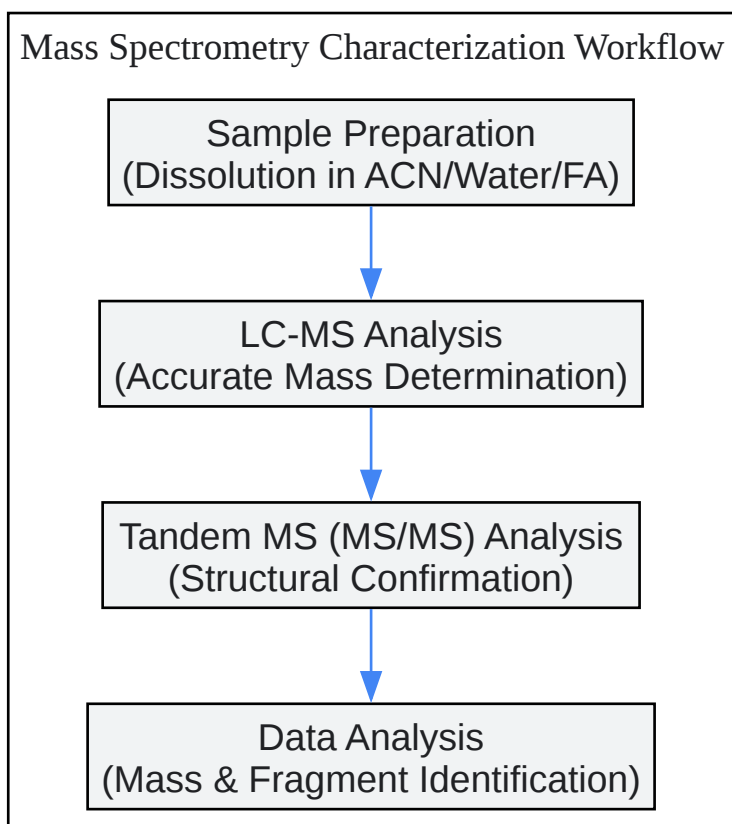 Mass Spectrometry Characterization Workflow
Sample Preparation
(Dissolution in ACN/Water/FA)
LC-MS Analysis
(Accurate Mass Determination)
Tandem MS (MS/MS) Analysis
(Structural Confirmation)
Data Analysis
(Mass & Fragment Identification)